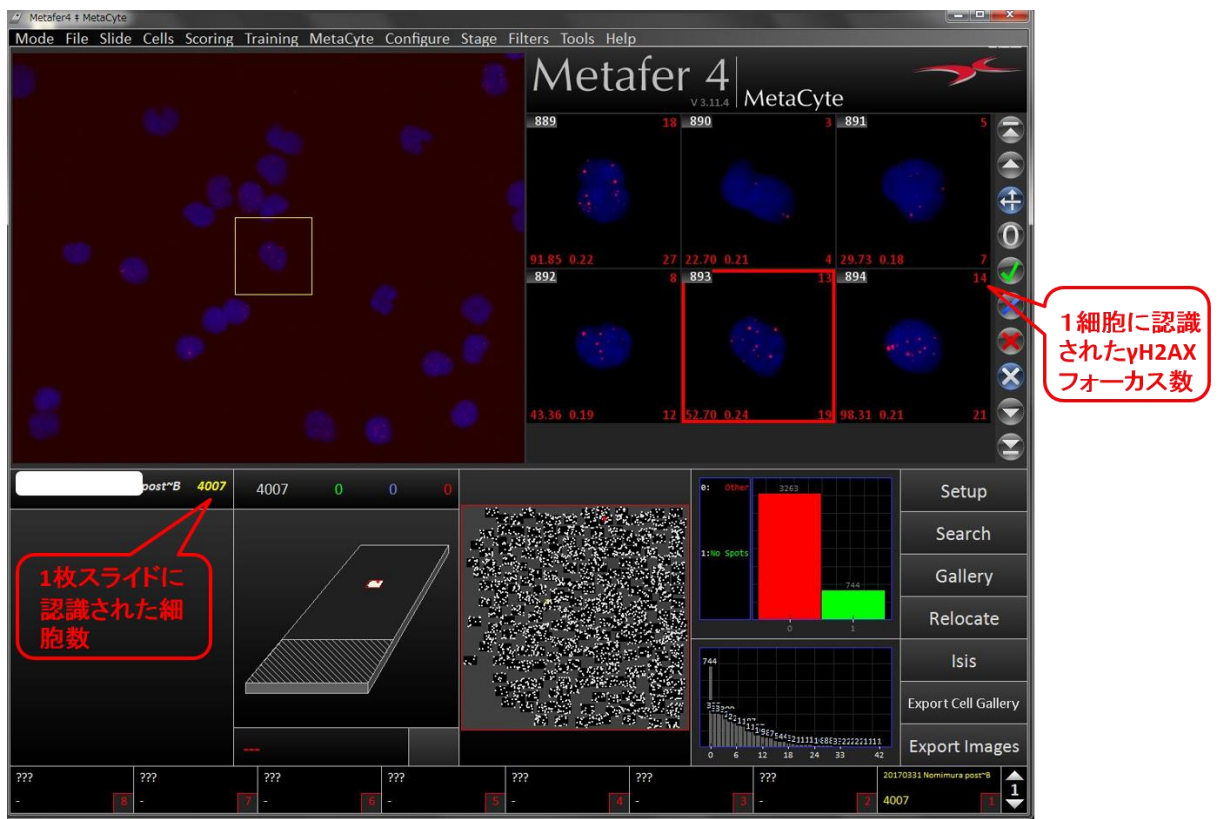 Metafer4 ‡ MetaCyte
Mode File Slide Cells Scoring Training MetaCyte Configure Stage Filters Tools Help
Metafer 4
V 3.11.4
MetaCyte
889 18
91.85 0.22 27
890 3
22.70 0.21 4
891 5
29.73 0.18 7
892 8
43.36 0.19 12
893 13
52.70 0.24 19
894 14
98.31 0.21 21
1細胞に認識
されたγH2AX
フォーカス数
post~B 4007
4007 0 0 0
1枚スライドに
認識された細
胞数
---
0: Other
1:No Spots
3263
744
0 1
744
0 6 12 18 24 33 42
Setup
Search
Gallery
Relocate
Isis
Export Cell Gallery
Export Images
???
- 8
???
- 7
???
- 6
???
- 5
???
- 4
???
- 3
???
- 2
20170331 Nomimura post~B
4007 1
1